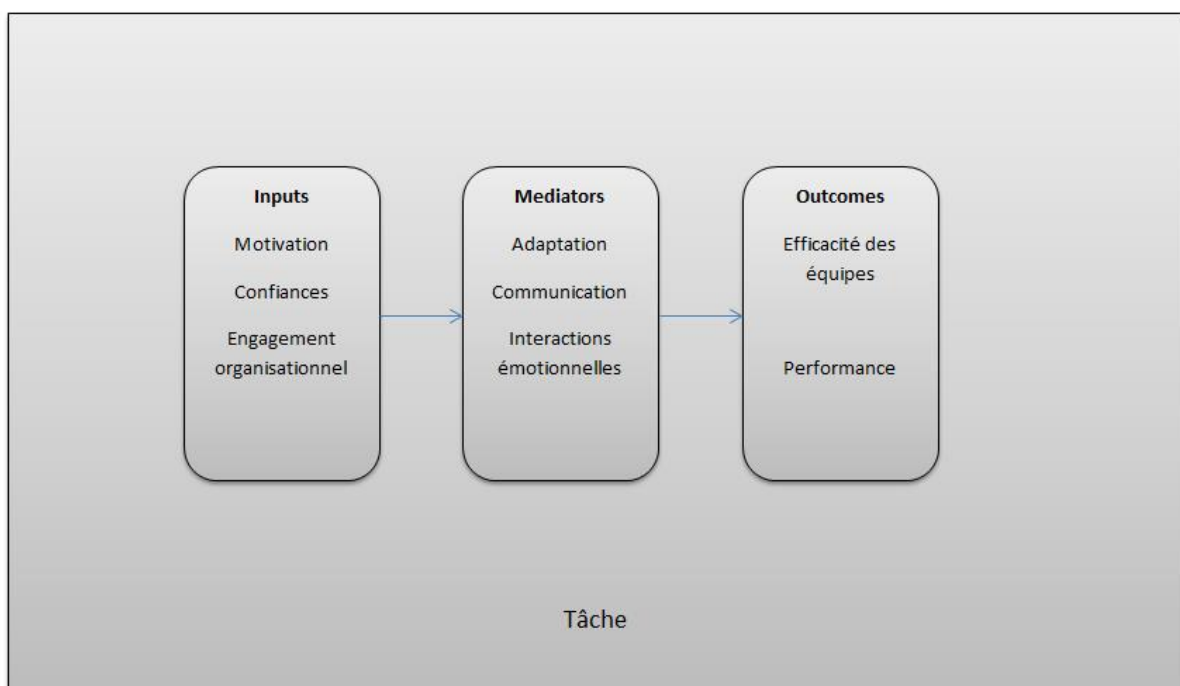 Inputs
Motivation
Confiances
Engagement
organisationnel
Mediators
Adaptation
Communication
Interactions
émotionnelles
Outcomes
Efficacité des
équipes
Performance
Tâche